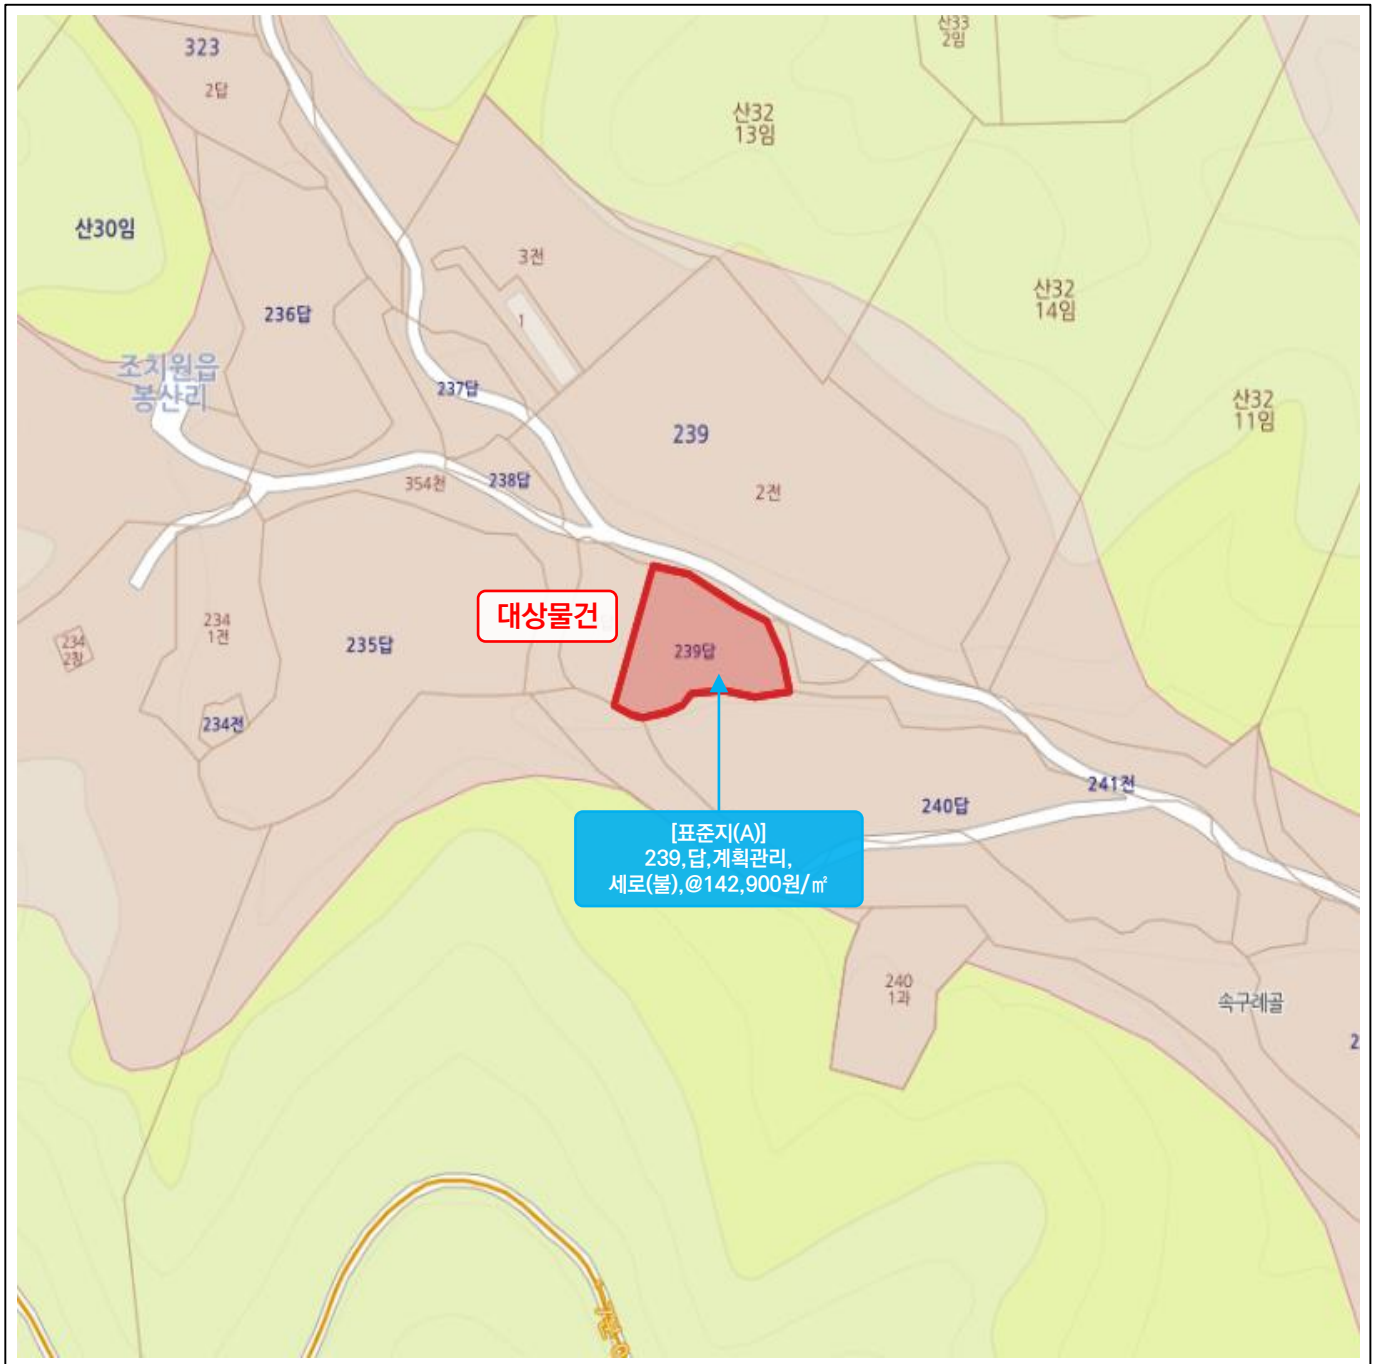 산33
2임
323
2답
산32
13임
산30임
3전
236답
1
산32
14임
조치원읍
봉산리
237답
산32
11임
239
238답
354천
2전
대상물건
234
1전
235답
239답
234
2창
234전
241전
240답
[표준지(A)]
239,답,계획관리,
세로(불),@142,900원/㎡
240
1과
속구레골
2